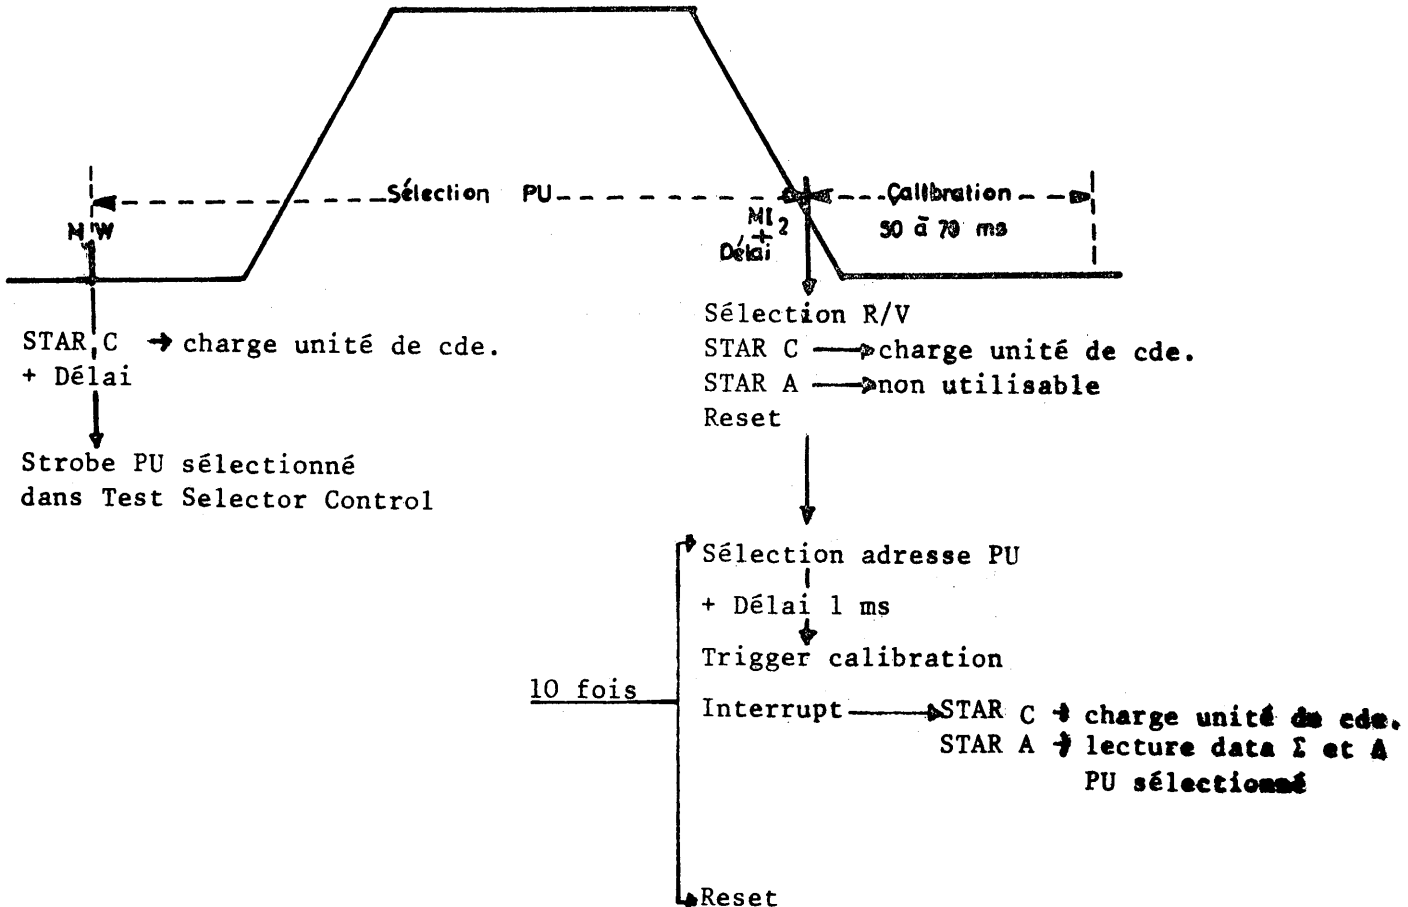 Sélection PU
Calibration
50 à 70 ms
MW
MI2
+
Délai
STAR C → charge unité de cde.
+ Délai
Strobe PU sélectionné
dans Test Selector Control
Sélection R/V
STAR C → charge unité de cde.
STAR A → non utilisable
Reset
Sélection adresse PU
+ Délai 1 ms
Trigger calibration
10 fois
Interrupt → STAR C → charge unité de cde.
STAR A → lecture data Σ et Δ
PU sélectionné
Reset